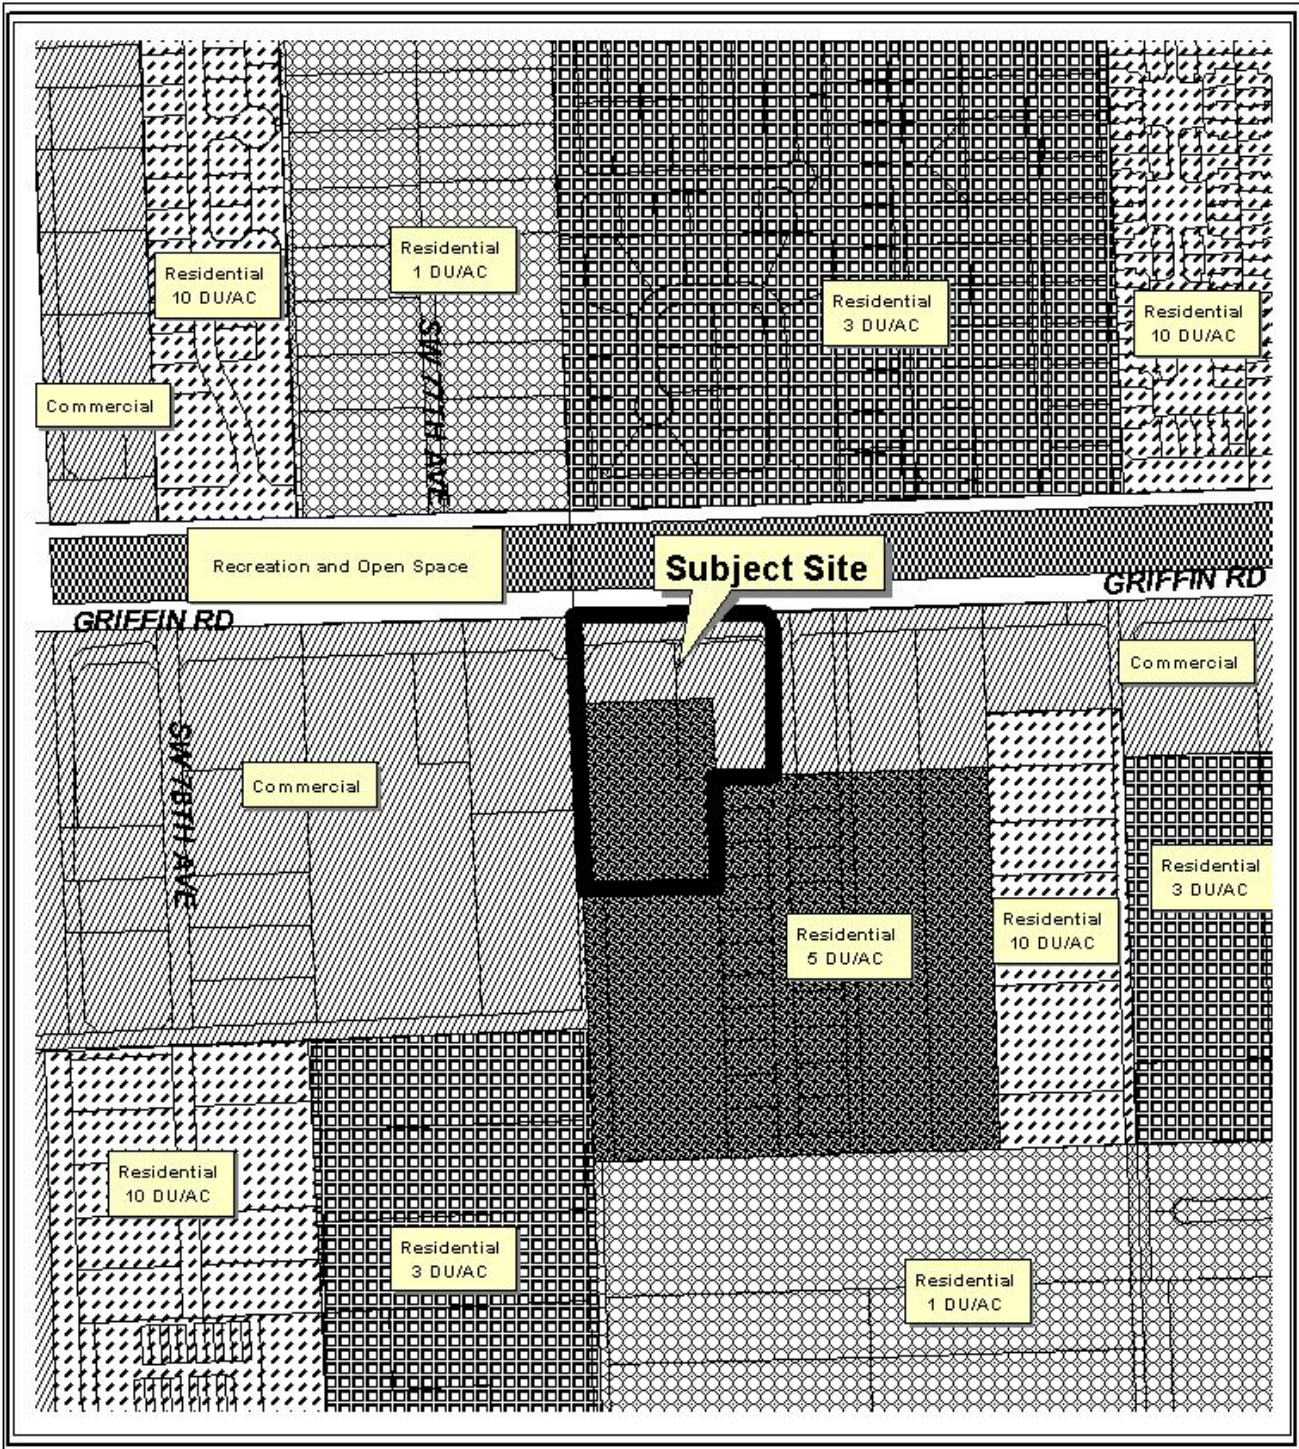 Residential
1 DU/AC
Residential
10 DU/AC
Residential
3 DU/AC
Residential
10 DU/AC
SW 77TH AVE
Commercial
Recreation and Open Space
Subject Site
GRIFFIN RD
GRIFFIN RD
Commercial
SW 78TH AVE
Commercial
Residential
3 DU/AC
Residential
5 DU/AC
Residential
10 DU/AC
Residential
10 DU/AC
Residential
3 DU/AC
Residential
1 DU/AC